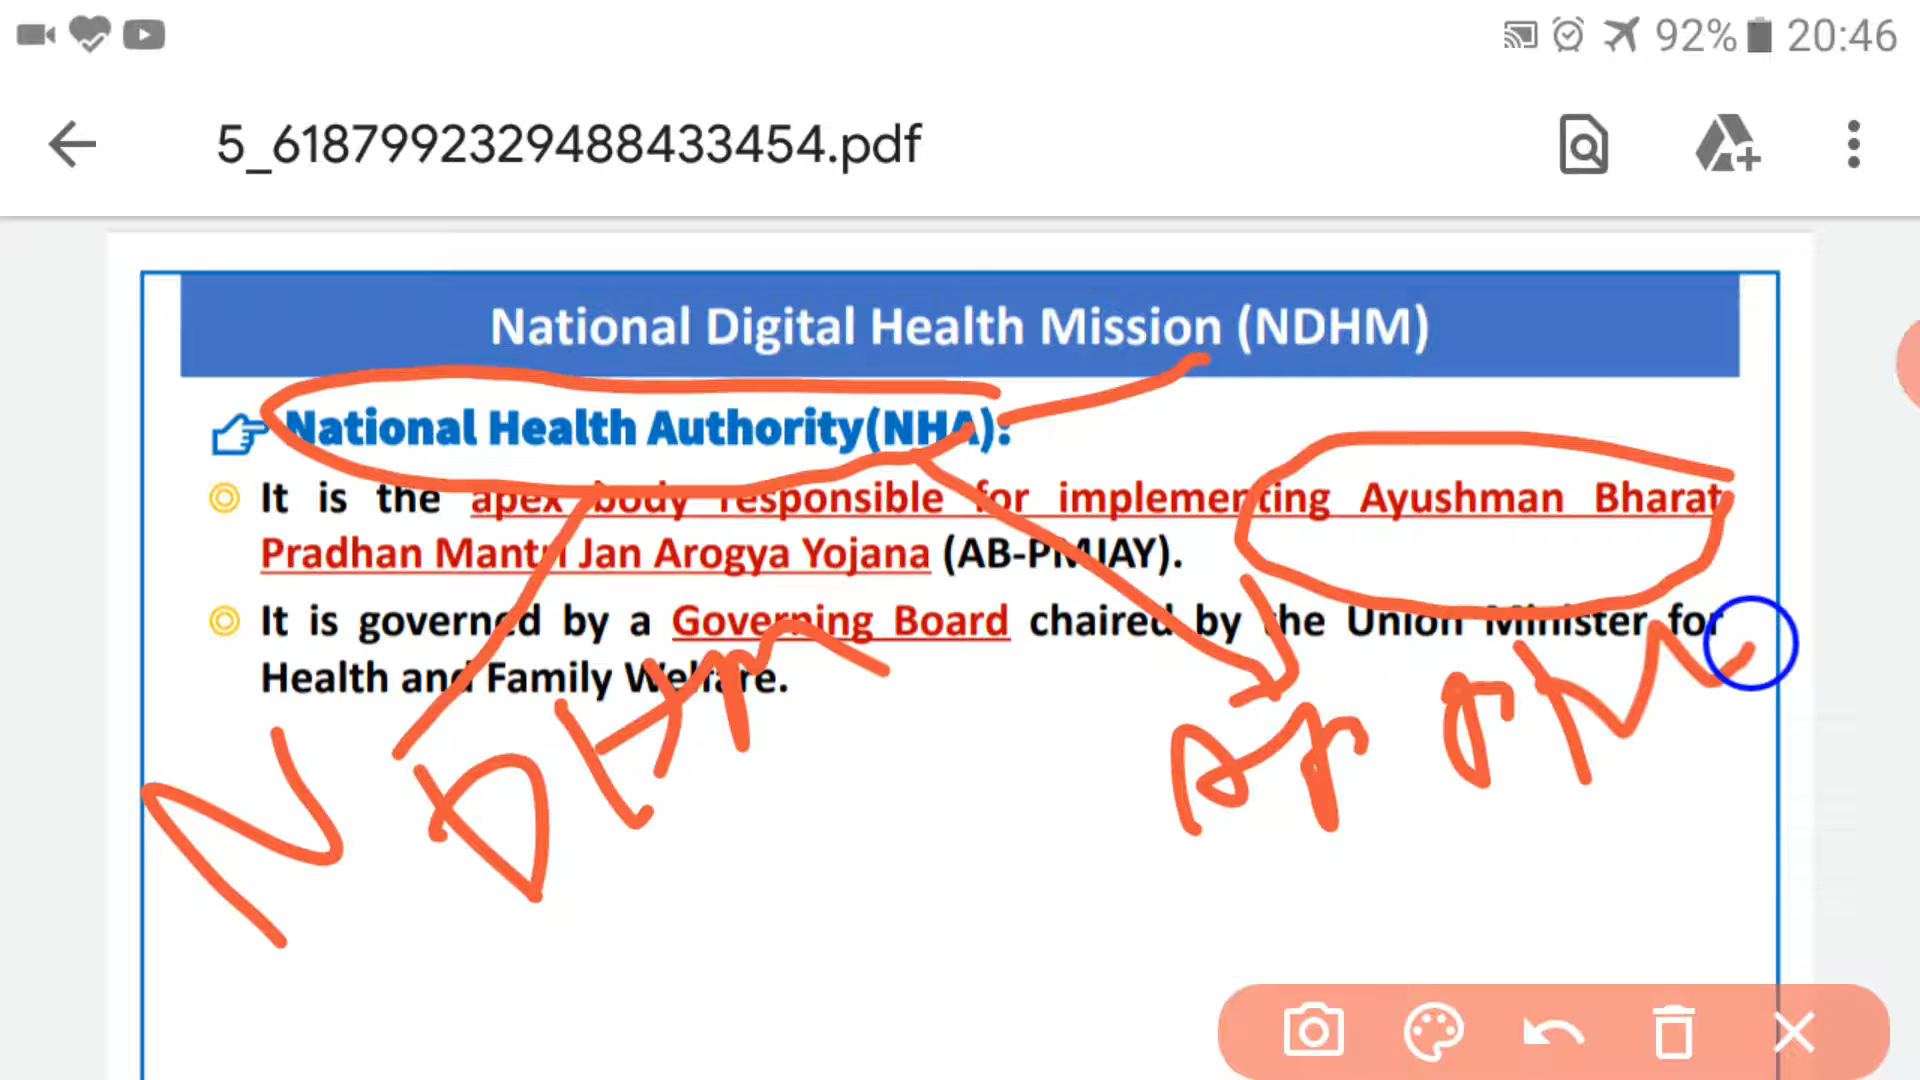 92% 20:46
5_6187992329488433454.pdf
National Digital Health Mission (NDHM)
National Health Authority(NHA):
It is the apex body responsible for implementing Ayushman Bharat
Pradhan Mantri Jan Arogya Yojana (AB-PMJAY).
It is governed by a Governing Board chaired by the Union Minister for
Health and Family Welfare.
N DHM